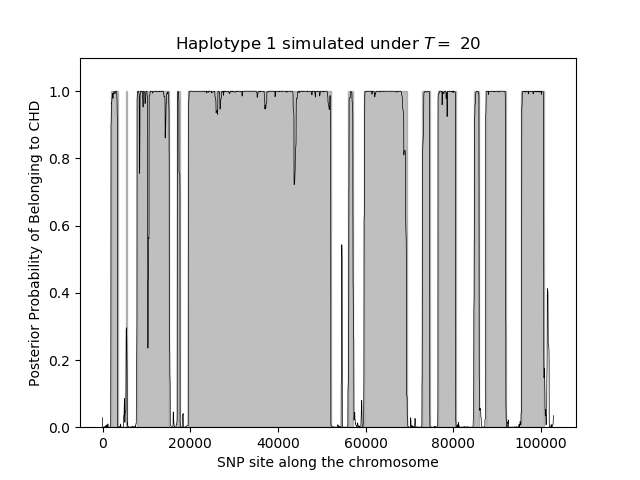 Haplotype 1 simulated under T = 20
Posterior Probability of Belonging to CHD
1.0
0.8
0.6
0.4
0.2
0.0
0 20000 40000 60000 80000 100000
SNP site along the chromosome